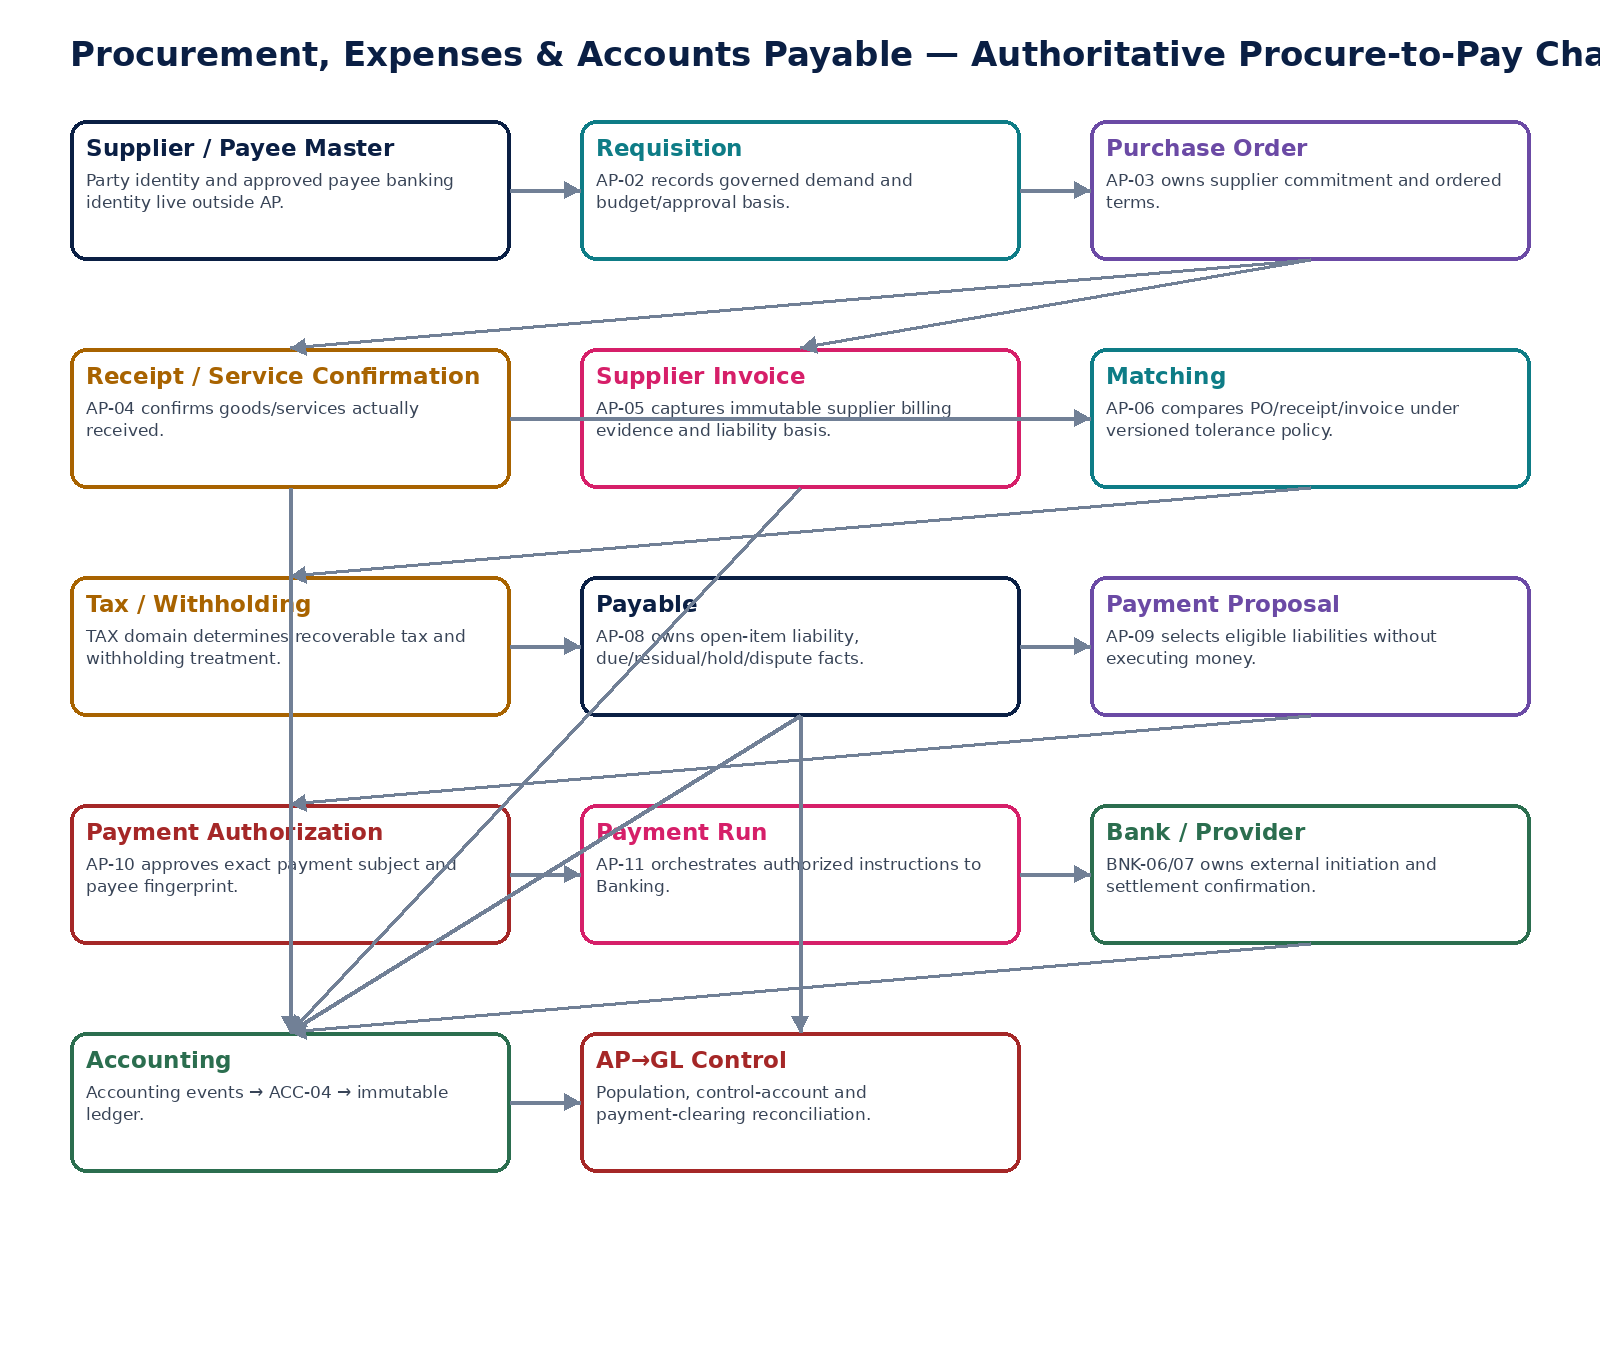 Procurement, Expenses & Accounts Payable — Authoritative Procure-to-Pay Cha
Supplier / Payee Master
Party identity and approved payee banking
identity live outside AP.
Requisition
AP-02 records governed demand and
budget/approval basis.
Purchase Order
AP-03 owns supplier commitment and ordered
terms.
Receipt / Service Confirmation
AP-04 confirms goods/services actually
received.
Supplier Invoice
AP-05 captures immutable supplier billing
evidence and liability basis.
Matching
AP-06 compares PO/receipt/invoice under
versioned tolerance policy.
Tax / Withholding
TAX domain determines recoverable tax and
withholding treatment.
Payable
AP-08 owns open-item liability,
due/residual/hold/dispute facts.
Payment Proposal
AP-09 selects eligible liabilities without
executing money.
Payment Authorization
AP-10 approves exact payment subject and
payee fingerprint.
Payment Run
AP-11 orchestrates authorized instructions to
Banking.
Bank / Provider
BNK-06/07 owns external initiation and
settlement confirmation.
Accounting
Accounting events → ACC-04 → immutable
ledger.
AP→GL Control
Population, control-account and
payment-clearing reconciliation.